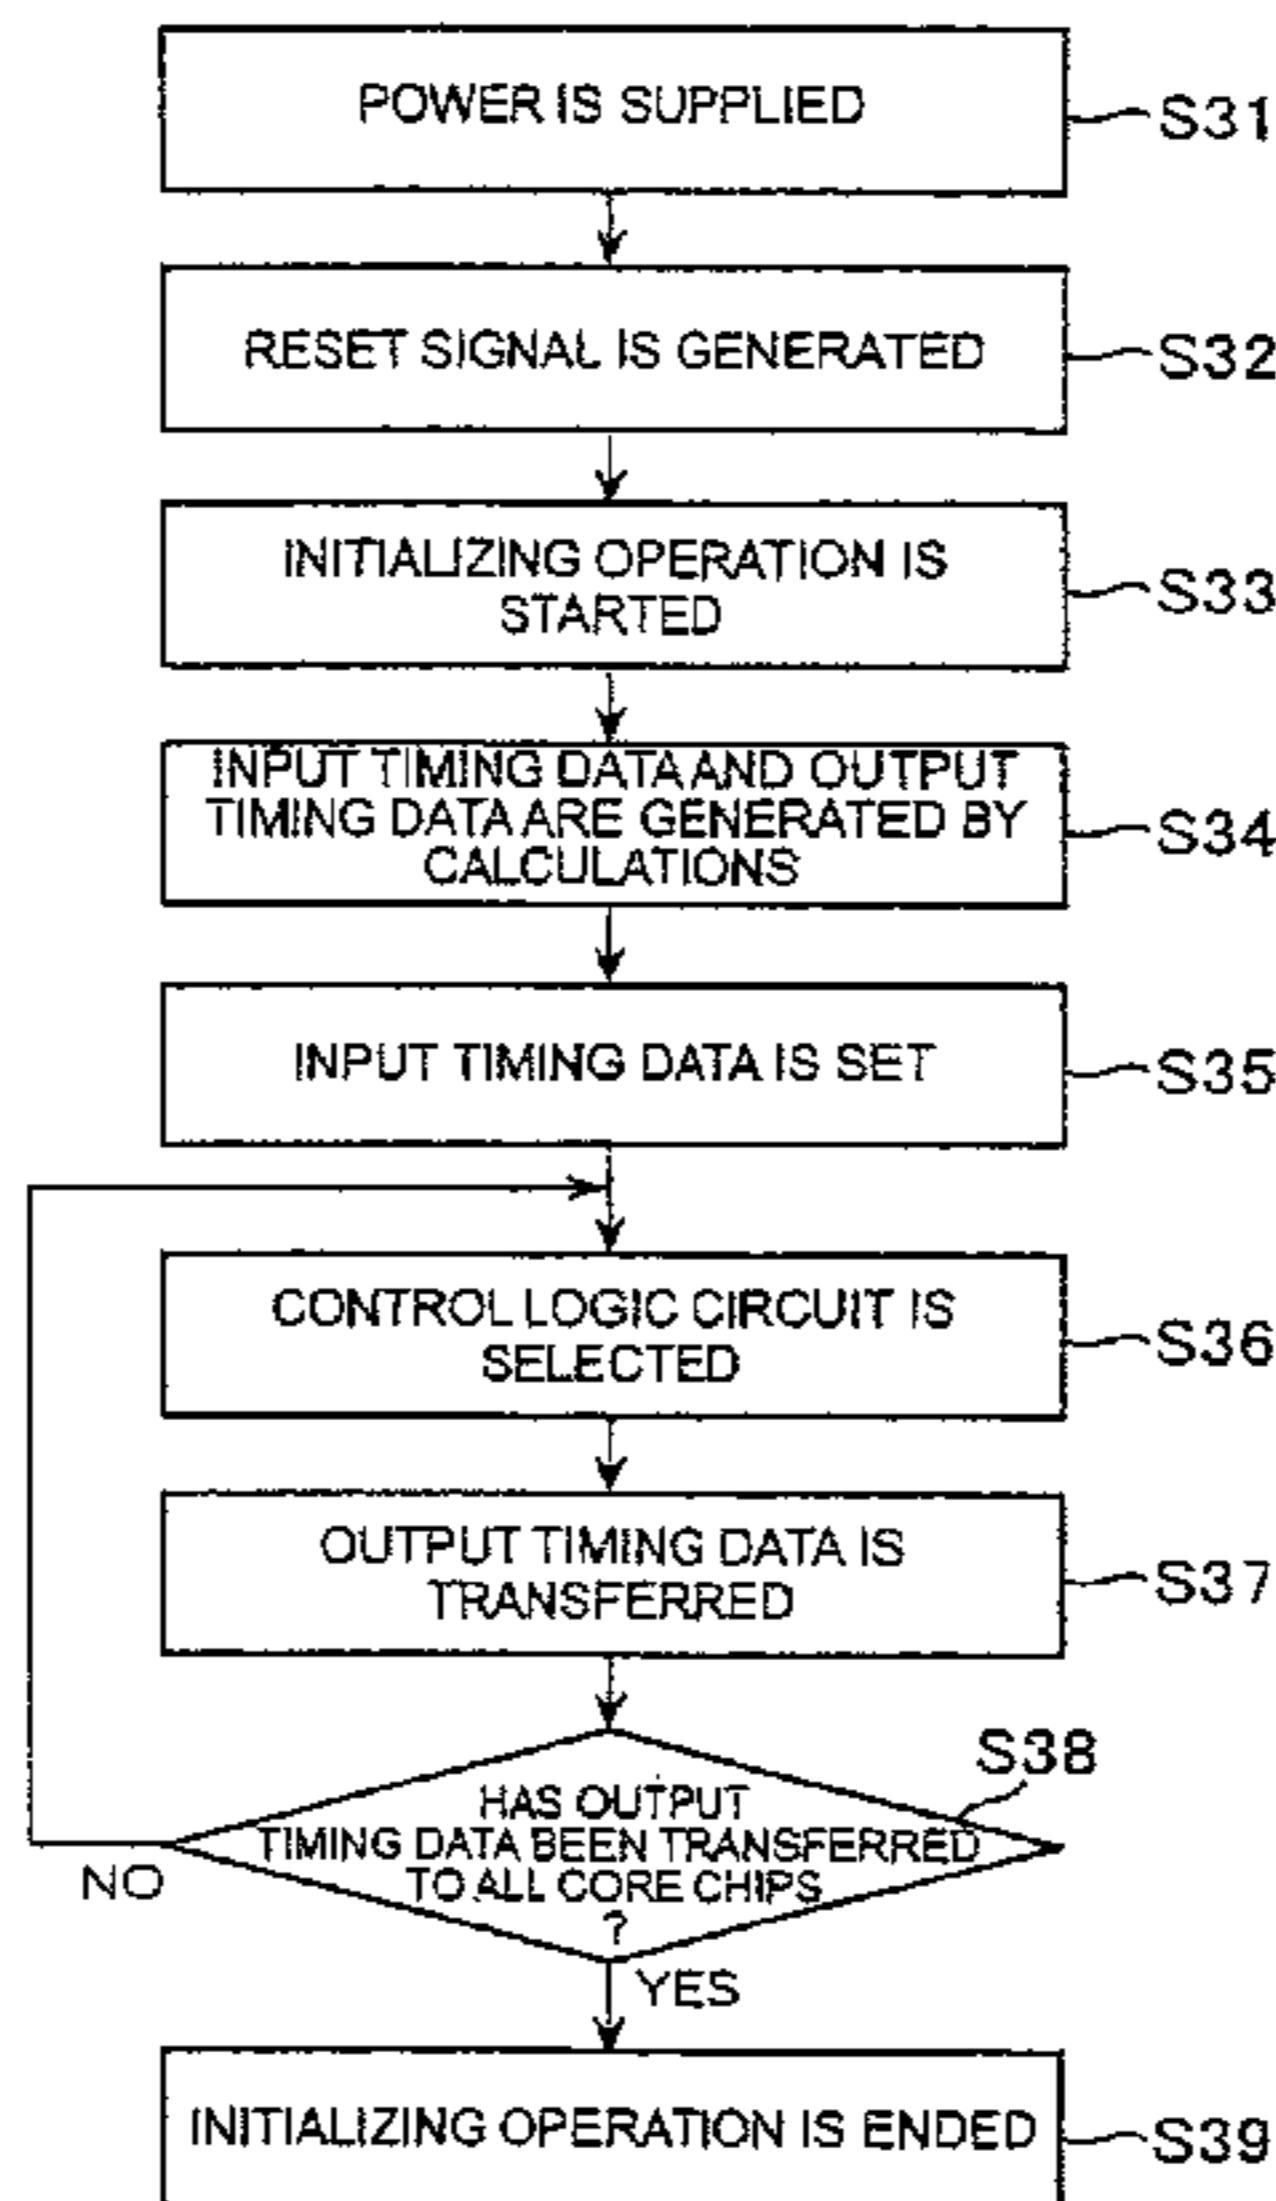 POWER IS SUPPLIED
S31
RESET SIGNAL IS GENERATED
S32
INITIALIZING OPERATION IS
STARTED
S33
INPUT TIMING DATA AND OUTPUT
TIMING DATA ARE GENERATED BY
CALCULATIONS
S34
INPUT TIMING DATA IS SET
S35
CONTROL LOGIC CIRCUIT IS
SELECTED
S36
OUTPUT TIMING DATA IS
TRANSFERRED
S37
S38
HAS OUTPUT
TIMING DATA BEEN TRANSFERRED
TO ALL CORE CHIPS
?
NO
YES
INITIALIZING OPERATION IS ENDED
S39